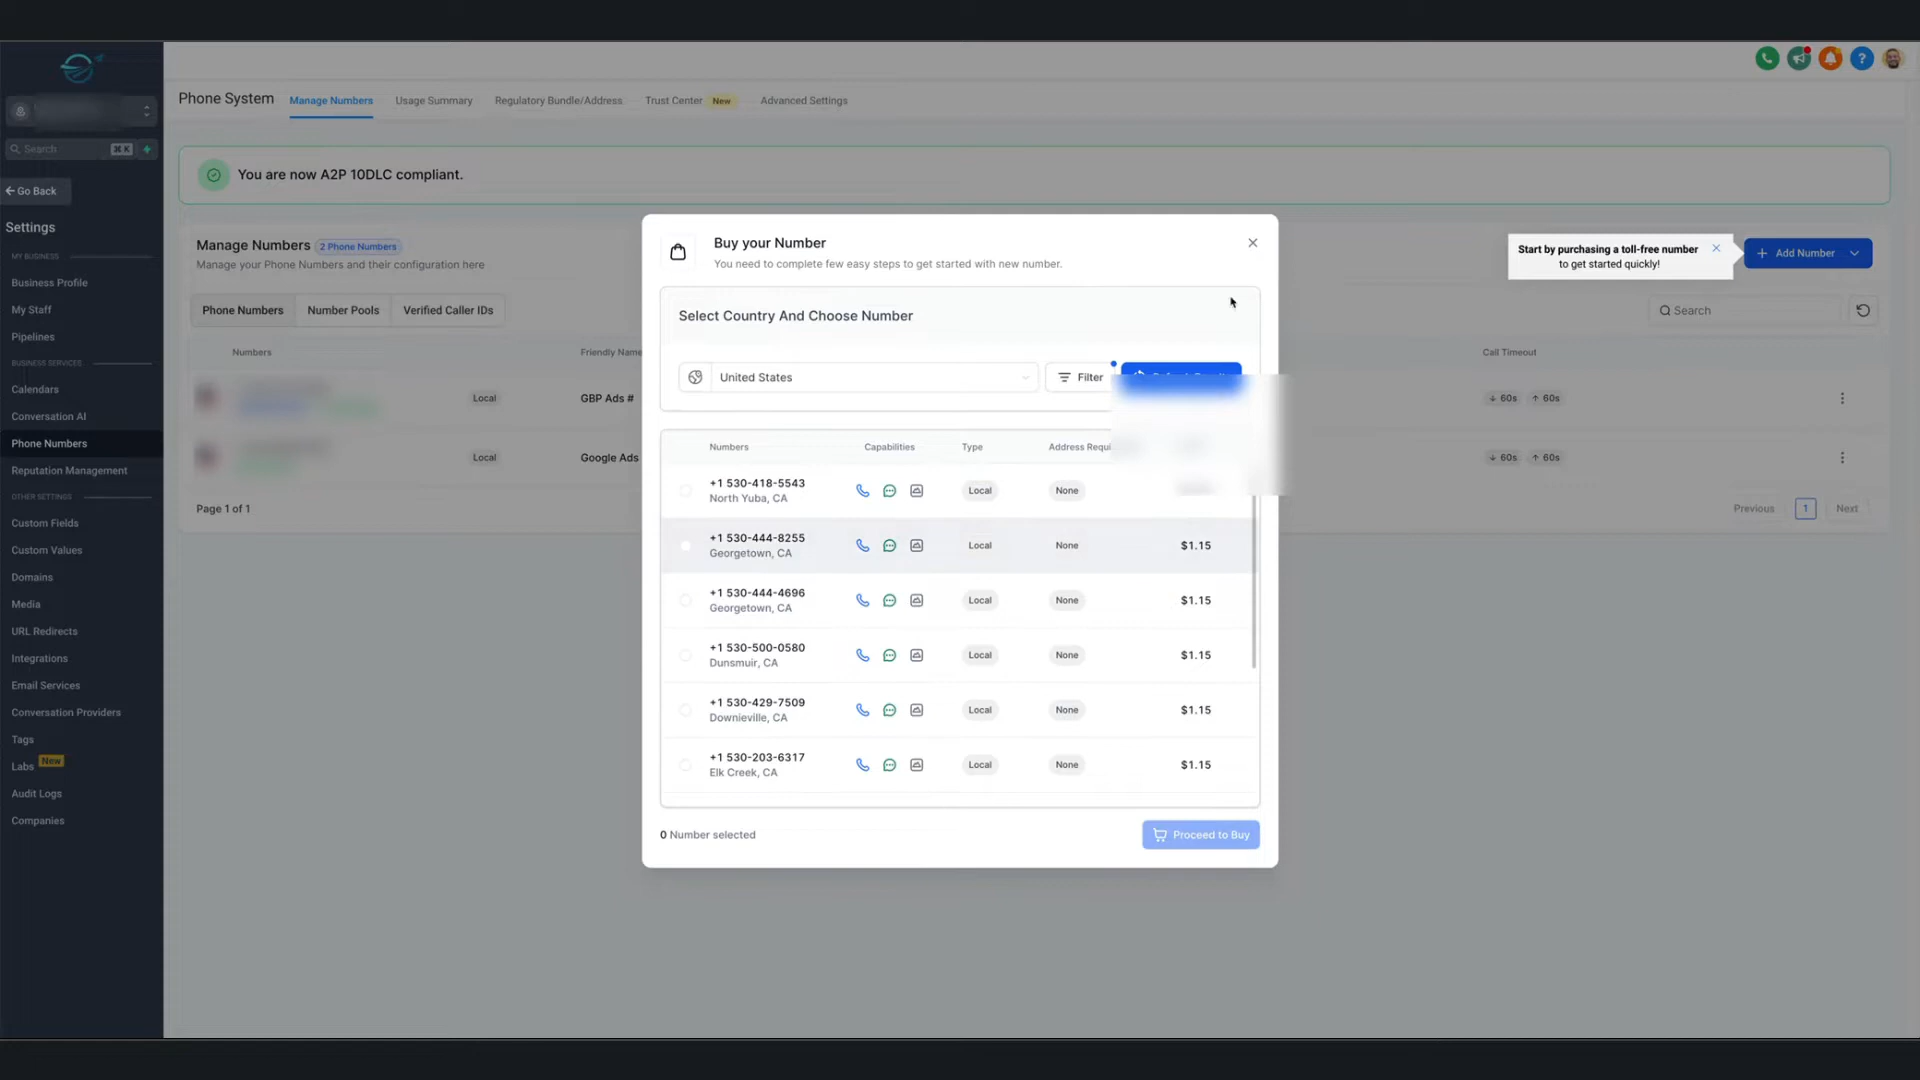 Phone System
Manage Numbers
Usage Summary
Regulatory Bundle/Address
Trust Center New
Advanced Settings
Search
⌘ K
Go Back
Settings
MY BUSINESS
Business Profile
My Staff
Pipelines
BUSINESS SERVICES
Calendars
Conversation AI
Phone Numbers
Reputation Management
OTHER SETTINGS
Custom Fields
Custom Values
Domains
Media
URL Redirects
Integrations
Email Services
Conversation Providers
Tags
Labs New
Audit Logs
Companies
You are now A2P 10DLC compliant.
Manage Numbers 2 Phone Numbers
Manage your Phone Numbers and their configuration here
Start by purchasing a toll-free number
to get started quickly!
+ Add Number
Phone Numbers
Number Pools
Verified Caller IDs
Search
Numbers
Friendly Name
Call Timeout
Local
GBP Ads #
↓ 60s ↑ 60s
Local
Google Ads
↓ 60s ↑ 60s
Page 1 of 1
Previous
1
Next
Buy your Number
You need to complete few easy steps to get started with new number.
Select Country And Choose Number
United States
Filter
Numbers
Capabilities
Type
Address Requi
+1 530-418-5543
North Yuba, CA
Local
None
+1 530-444-8255
Georgetown, CA
Local
None
$1.15
+1 530-444-4696
Georgetown, CA
Local
None
$1.15
+1 530-500-0580
Dunsmuir, CA
Local
None
$1.15
+1 530-429-7509
Downieville, CA
Local
None
$1.15
+1 530-203-6317
Elk Creek, CA
Local
None
$1.15
0 Number selected
Proceed to Buy